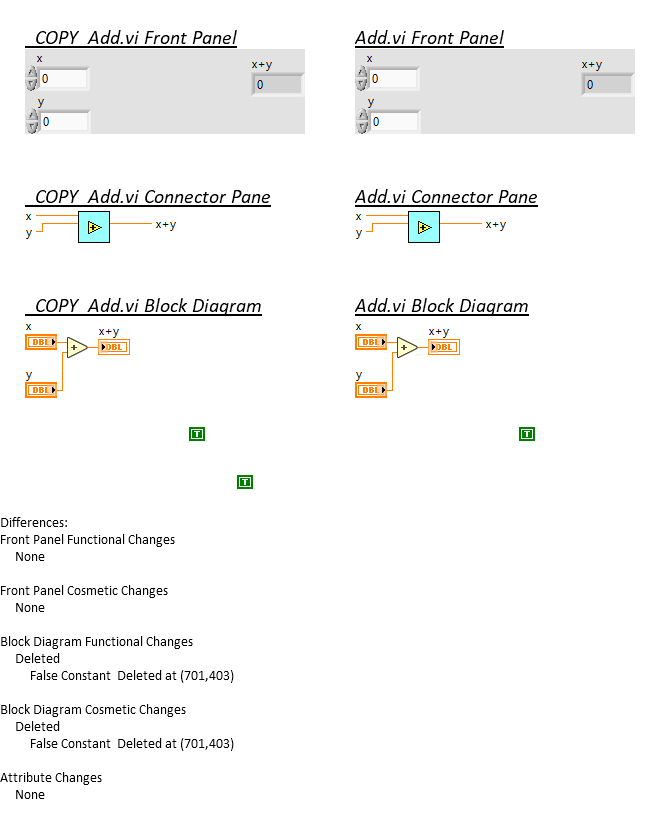 COPY Add.vi Front Panel
x
0
y
0
x+y
0
Add.vi Front Panel
x
0
y
0
x+y
0
COPY Add.vi Connector Pane
x
y
x+y
Add.vi Connector Pane
x
y
x+y
COPY Add.vi Block Diagram
x
DBL
y
DBL
+
x+y
DBL
T
T
Add.vi Block Diagram
x
DBL
y
DBL
+
x+y
DBL
T
Differences:
Front Panel Functional Changes
None
Front Panel Cosmetic Changes
None
Block Diagram Functional Changes
Deleted
False Constant Deleted at (701,403)
Block Diagram Cosmetic Changes
Deleted
False Constant Deleted at (701,403)
Attribute Changes
None